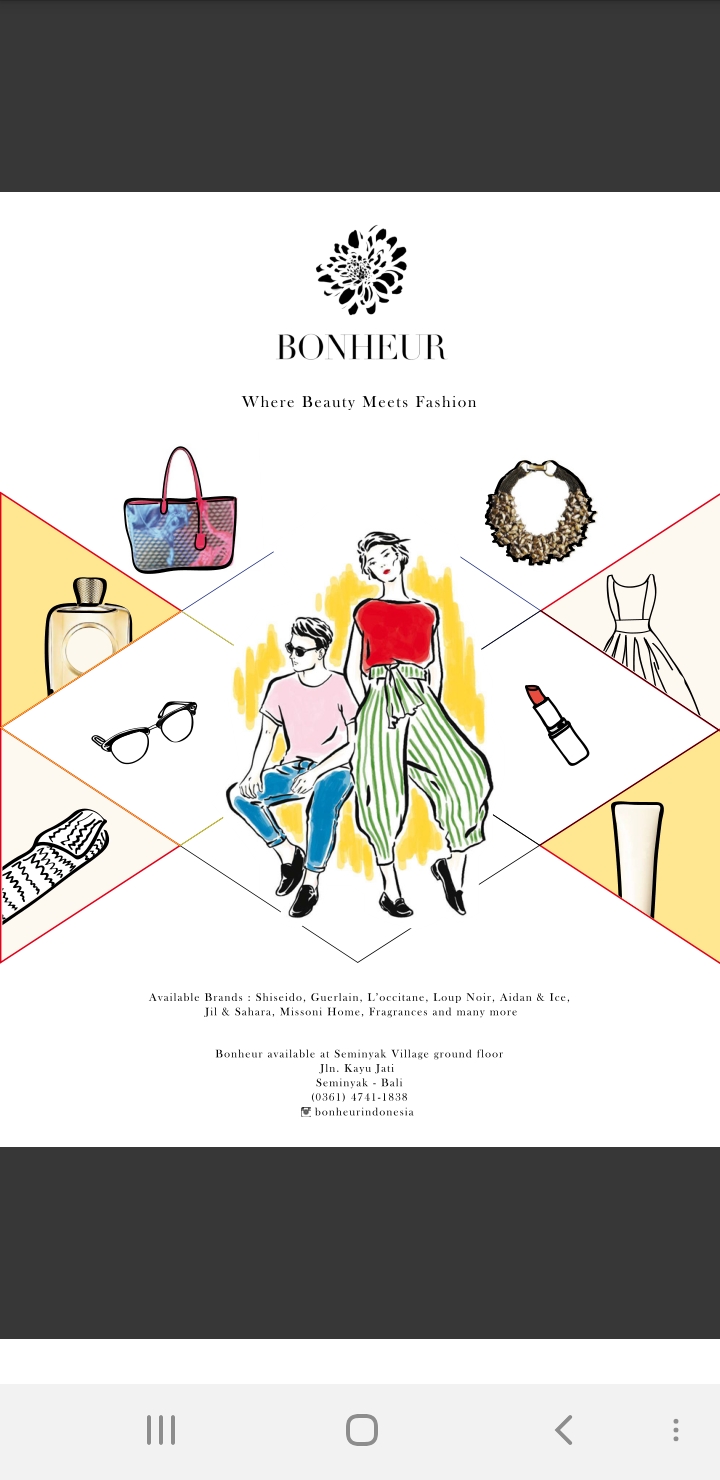 BONHEUR
Where Beauty Meets Fashion
Available Brands : Shiseido, Guerlain, L'occitane, Loup Noir, Aidan & Ice,
Jil & Sahara, Missoni Home, Fragrances and many more
Bonheur available at Seminyak Village ground floor
Jln. Kayu Jati
Seminyak - Bali
(0361) 4741-1838
bonheurindonesia